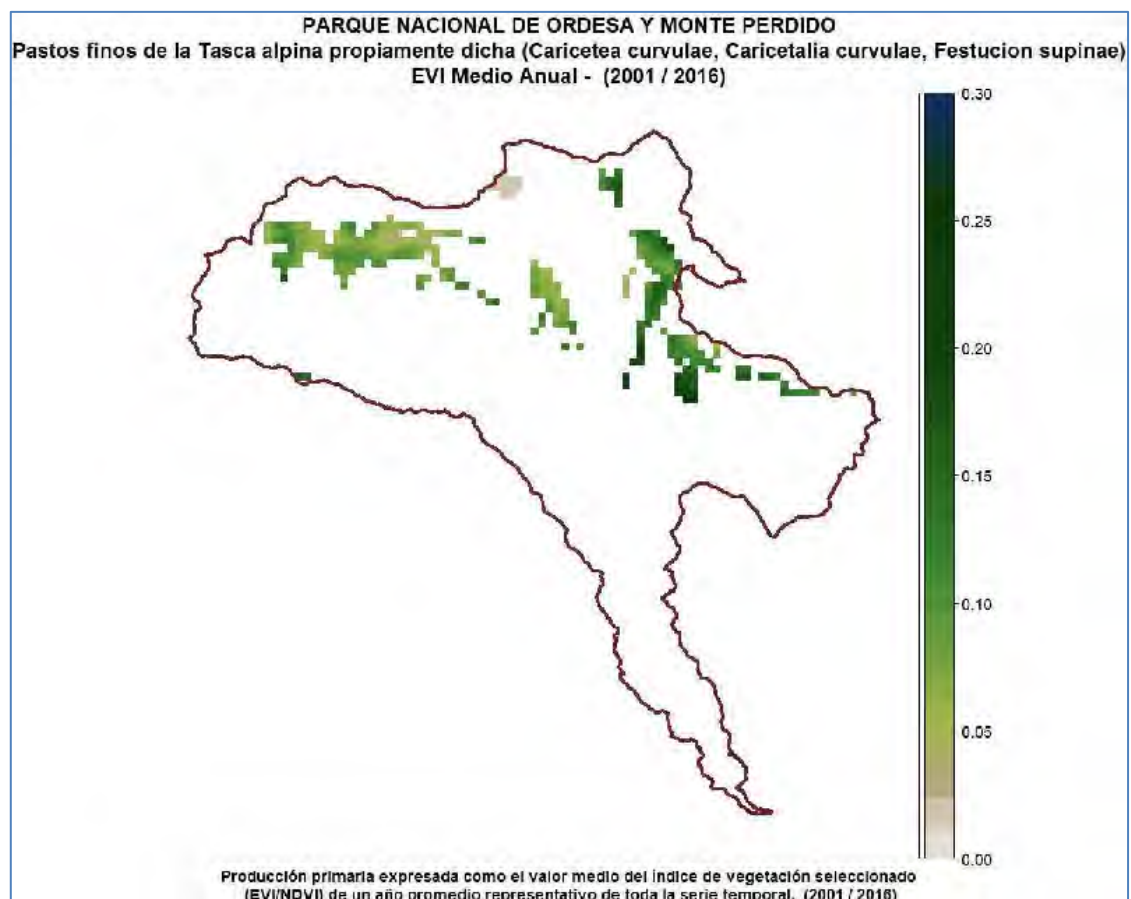 PARQUE NACIONAL DE ORDESA Y MONTE PERDIDO
Pastos finos de la Tasca alpina propiamente dicha (Caricetea curvulae, Caricetalia curvulae, Festucion supinae)
EVI Medio Anual - (2001 / 2016)
0.30
0.25
0.20
0.15
0.10
0.05
0.00
Producción primaria expresada como el valor medio del índice de vegetación seleccionado
(EVI/NDVI) de un año promedio representativo de toda la serie temporal. (2001 / 2016)